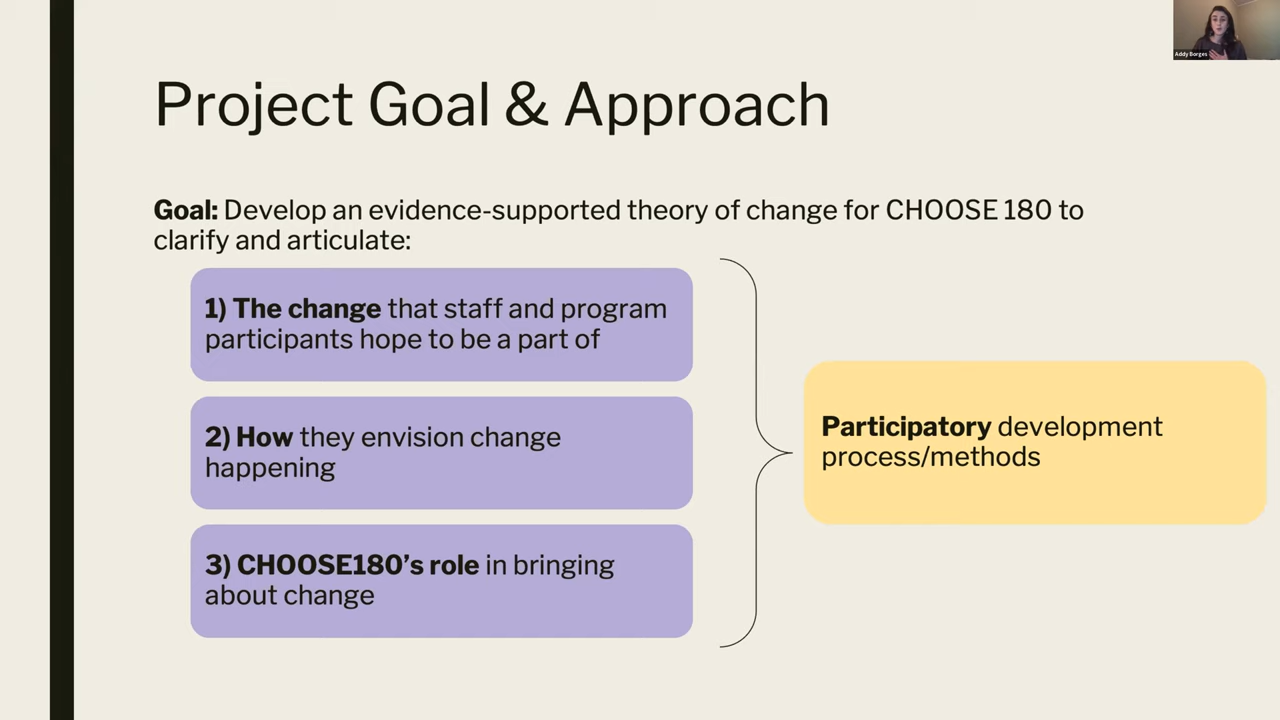 Addy Borges
Project Goal & Approach
Goal: Develop an evidence-supported theory of change for CHOOSE 180 to
clarify and articulate:
1) The change that staff and program
participants hope to be a part of
2) How they envision change
happening
3) CHOOSE180’s role in bringing
about change
Participatory development
process/methods